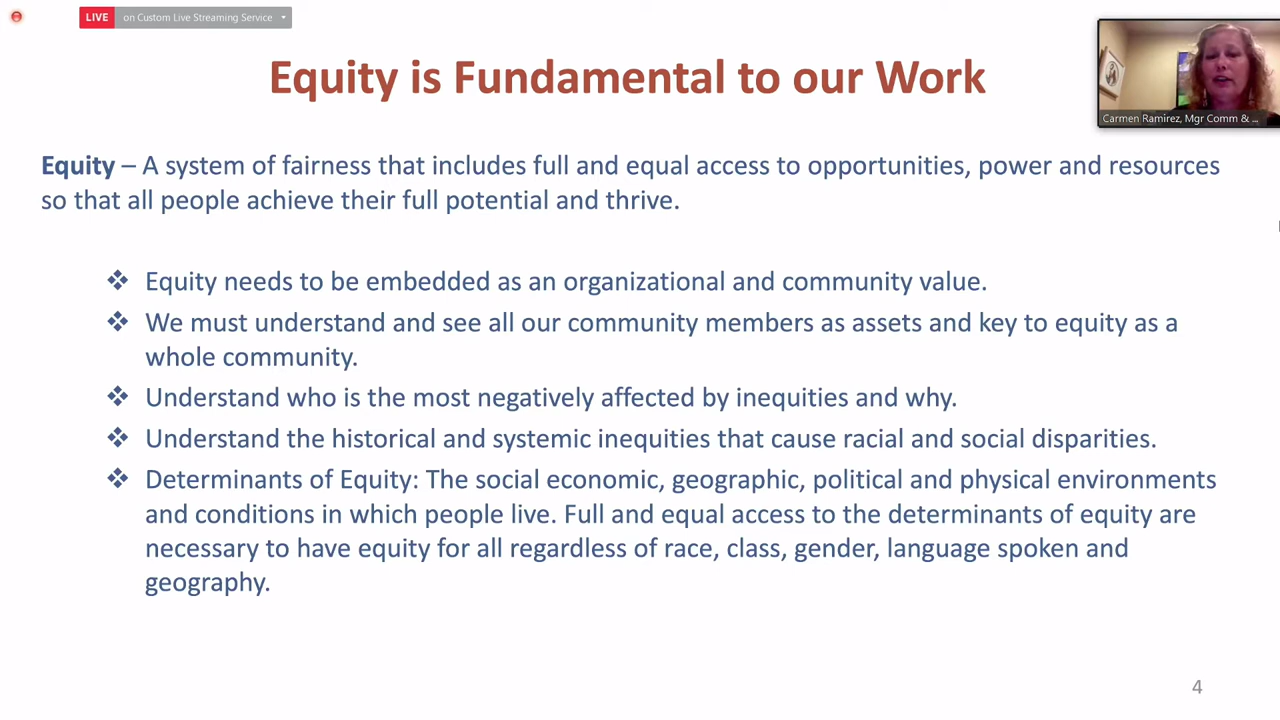 LIVE on Custom Live Streaming Service
Equity is Fundamental to our Work
Carmen Ramirez, Mgr Comm & ...
Equity – A system of fairness that includes full and equal access to opportunities, power and resources
so that all people achieve their full potential and thrive.
❖ Equity needs to be embedded as an organizational and community value.
❖ We must understand and see all our community members as assets and key to equity as a
whole community.
❖ Understand who is the most negatively affected by inequities and why.
❖ Understand the historical and systemic inequities that cause racial and social disparities.
❖ Determinants of Equity: The social economic, geographic, political and physical environments
and conditions in which people live. Full and equal access to the determinants of equity are
necessary to have equity for all regardless of race, class, gender, language spoken and
geography.
4